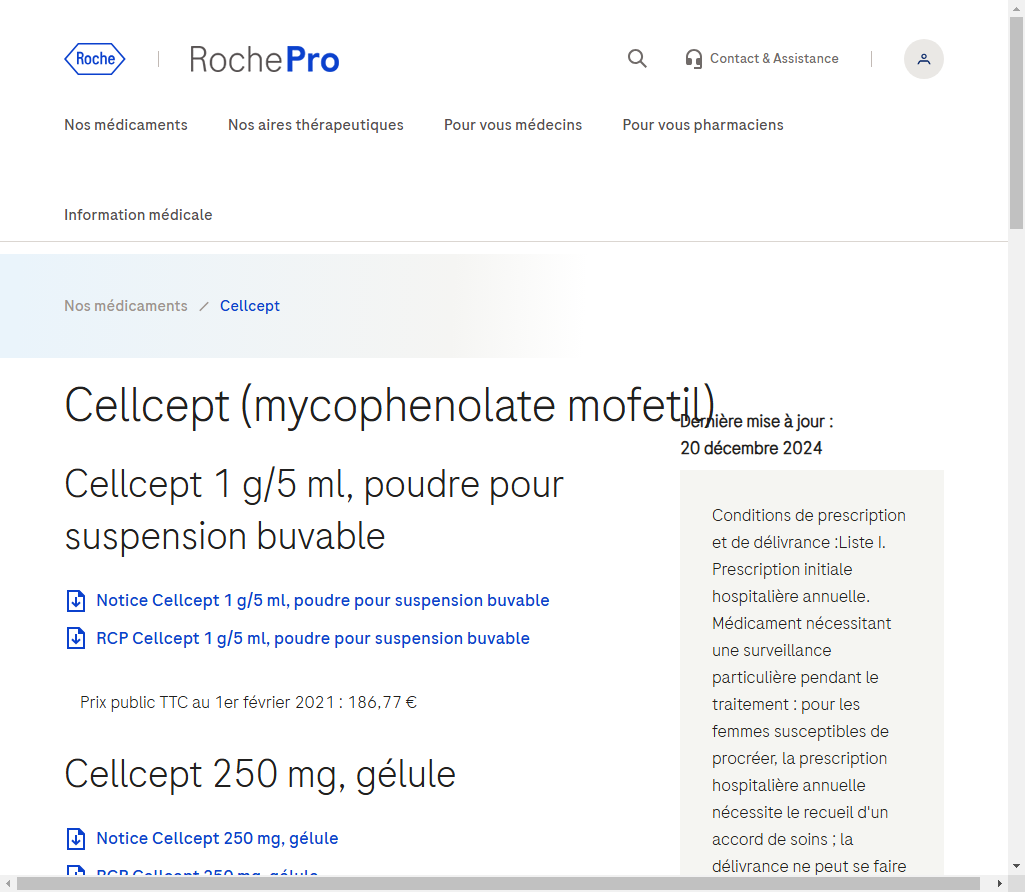 Roche
RochePro
Contact & Assistance
Nos médicaments
Nos aires thérapeutiques
Pour vous médecins
Pour vous pharmaciens
Information médicale
Nos médicaments / Cellcept
Cellcept (mycophenolate mofetil)
Dernière mise à jour :
20 décembre 2024
Cellcept 1 g/5 ml, poudre pour
suspension buvable
Notice Cellcept 1 g/5 ml, poudre pour suspension buvable
RCP Cellcept 1 g/5 ml, poudre pour suspension buvable
Prix public TTC au 1er février 2021 : 186,77 €
Cellcept 250 mg, gélule
Notice Cellcept 250 mg, gélule
RCP Cellcept 250 mg, gélule
Conditions de prescription
et de délivrance :Liste I.
Prescription initiale
hospitalière annuelle.
Médicament nécessitant
une surveillance
particulière pendant le
traitement : pour les
femmes susceptibles de
procréer, la prescription
hospitalière annuelle
nécessite le recueil d'un
accord de soins ; la
délivrance ne peut se faire